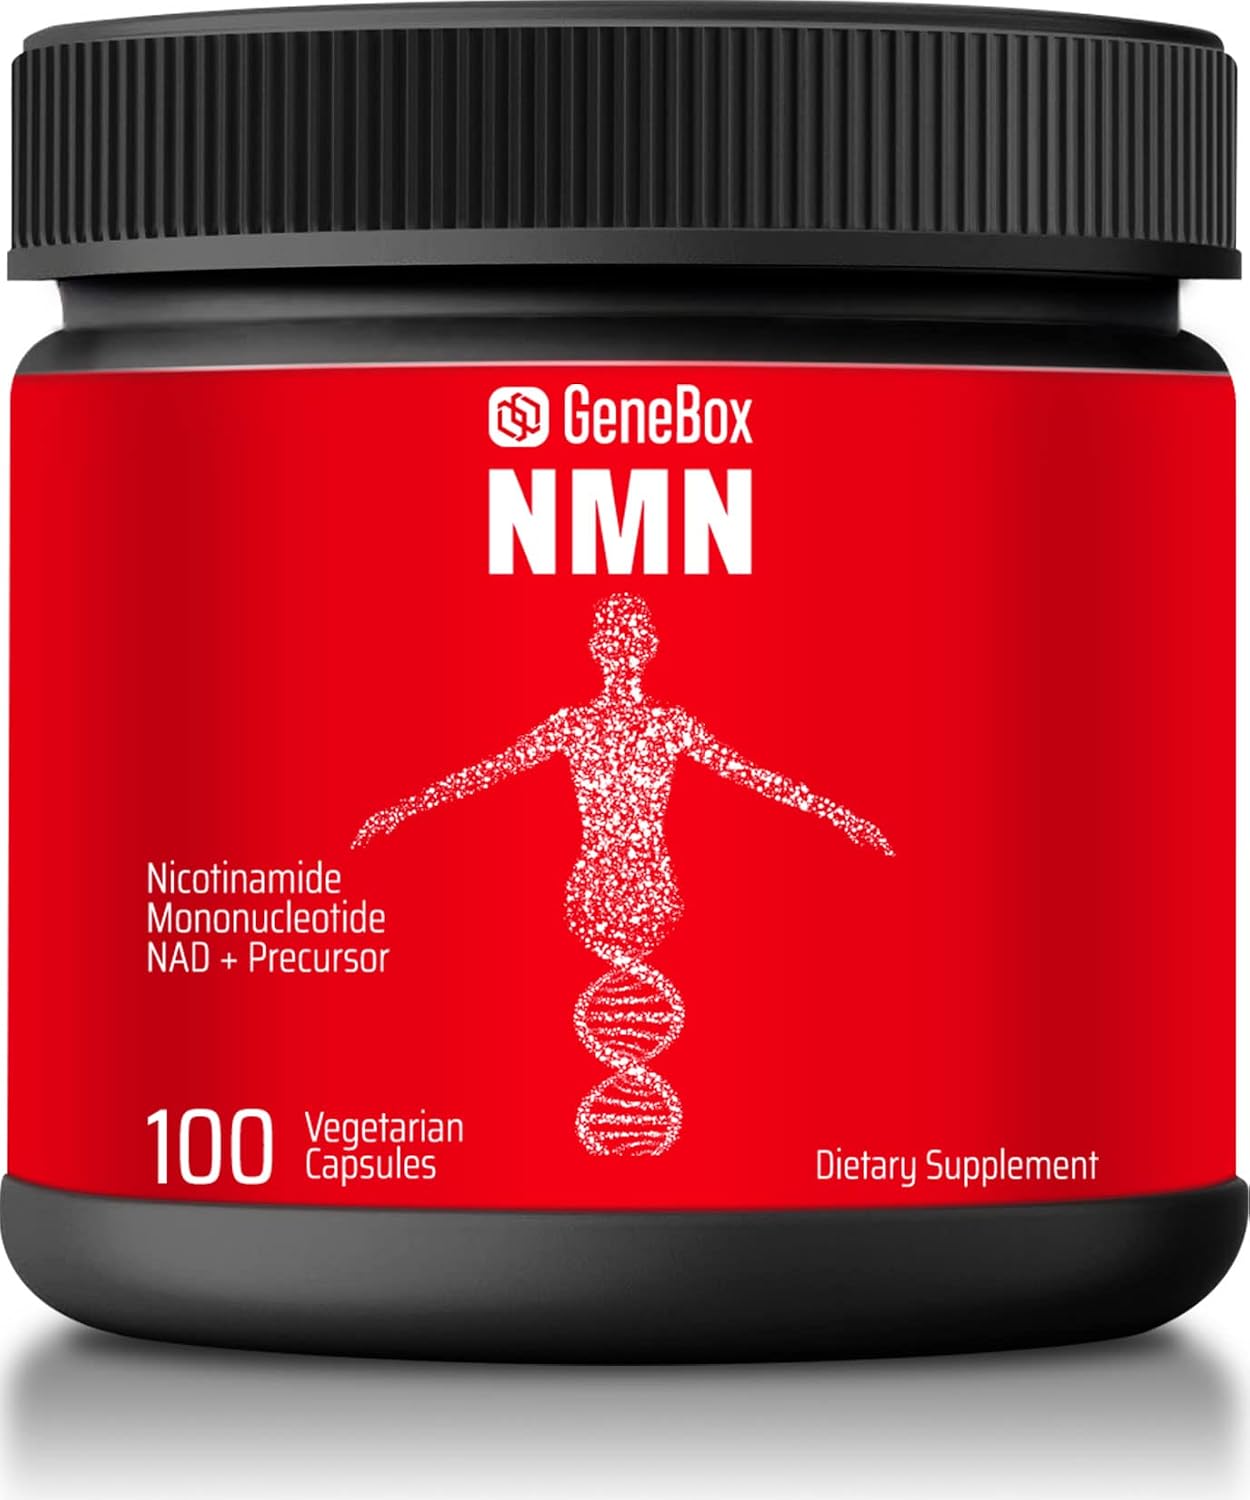 GeneBox
NMN
Nicotinamide
Mononucleotide
NAD + Precursor
100
Vegetarian
Capsules
Dietary Supplement